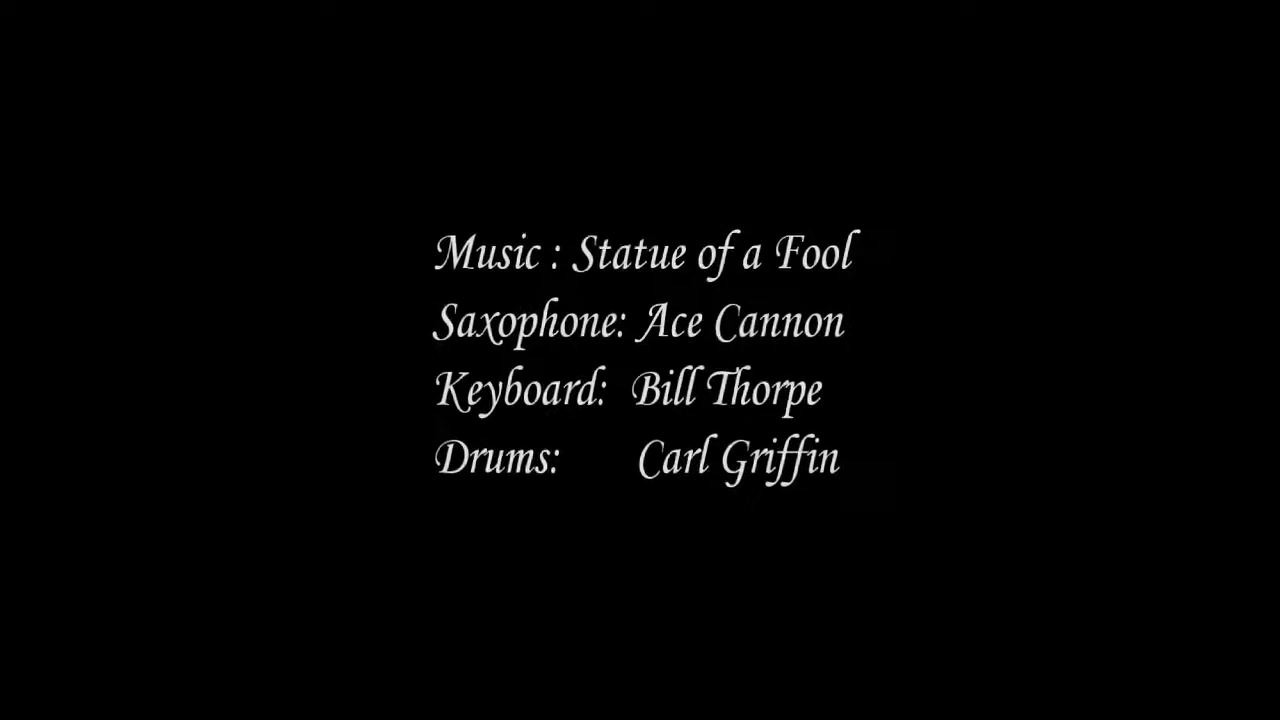 Music : Statue of a Fool
Saxophone: Ace Cannon
Keyboard: Bill Thorpe
Drums: Carl Griffin